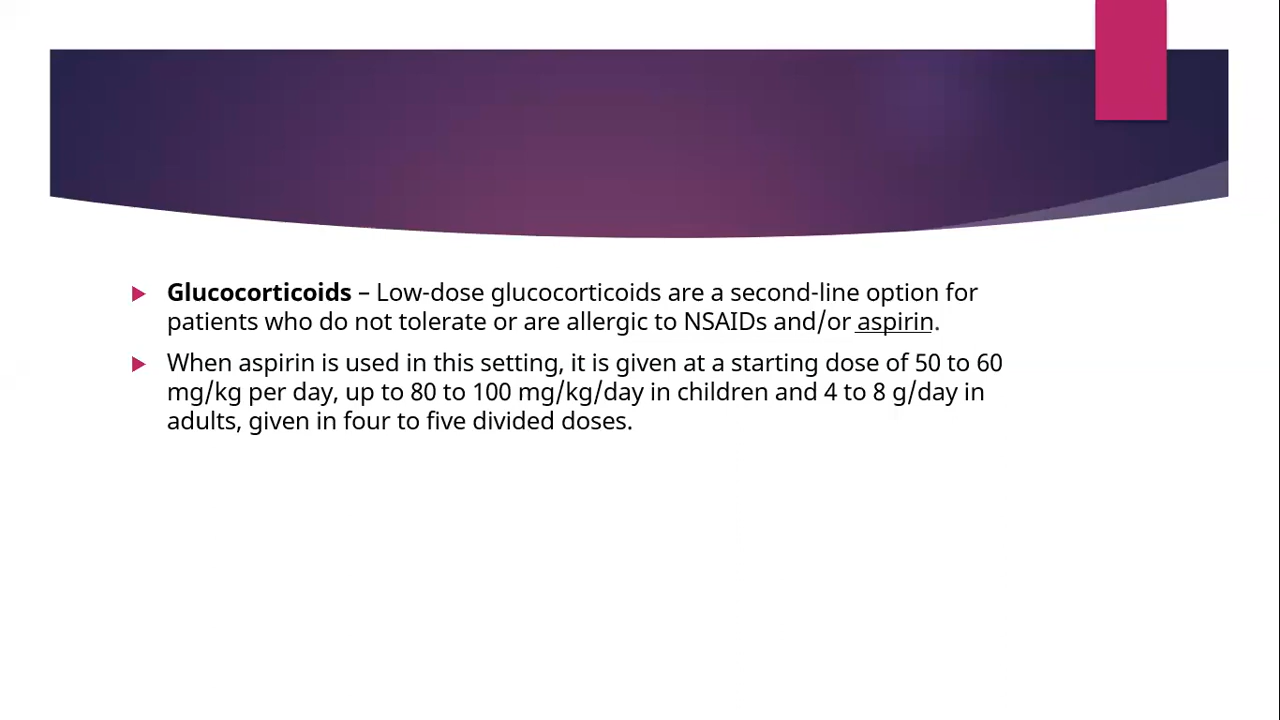 Glucocorticoids – Low-dose glucocorticoids are a second-line option for
patients who do not tolerate or are allergic to NSAIDs and/or aspirin.
When aspirin is used in this setting, it is given at a starting dose of 50 to 60
mg/kg per day, up to 80 to 100 mg/kg/day in children and 4 to 8 g/day in
adults, given in four to five divided doses.